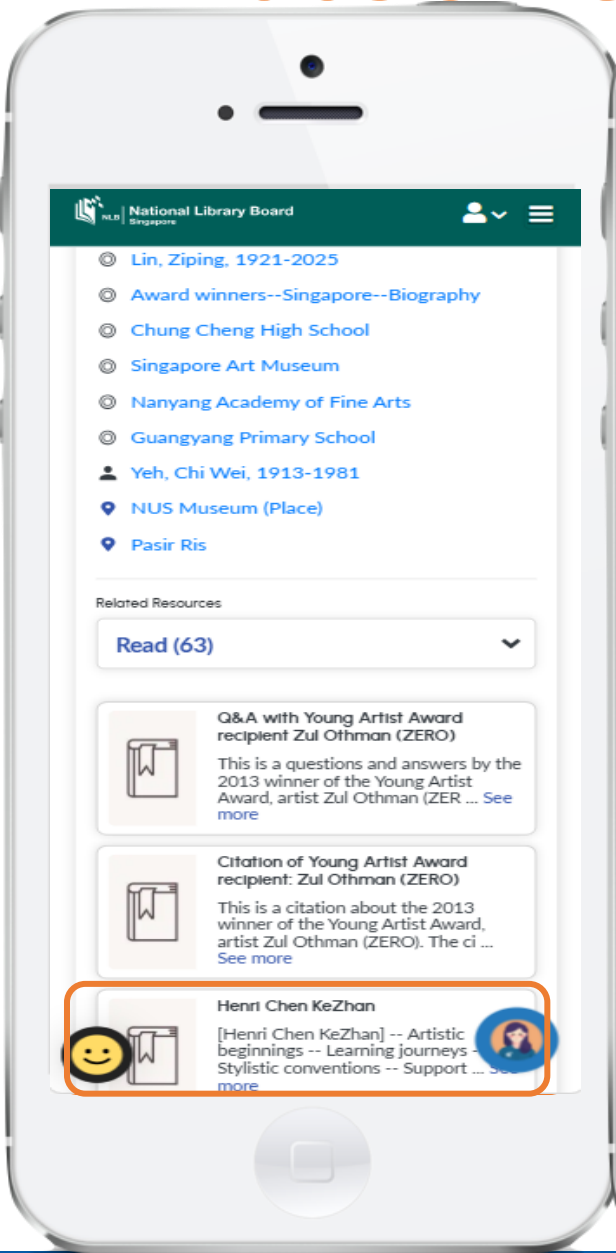 NLB National Library Board
Singapore
Lin, Ziping, 1921-2025
Award winners--Singapore--Biography
Chung Cheng High School
Singapore Art Museum
Nanyang Academy of Fine Arts
Guangyang Primary School
Yeh, Chi Wei, 1913-1981
NUS Museum (Place)
Pasir Ris
Related Resources
Read (63)
Q&A with Young Artist Award
recipient Zul Othman (ZERO)
This is a questions and answers by the
2013 winner of the Young Artist
Award, artist Zul Othman (ZER ... See
more
Citation of Young Artist Award
recipient: Zul Othman (ZERO)
This is a citation about the 2013
winner of the Young Artist Award,
artist Zul Othman (ZERO). The ci ...
See more
Henri Chen KeZhan
[Henri Chen KeZhan] -- Artistic
beginnings -- Learning journeys -
Stylistic conventions -- Support ...
more